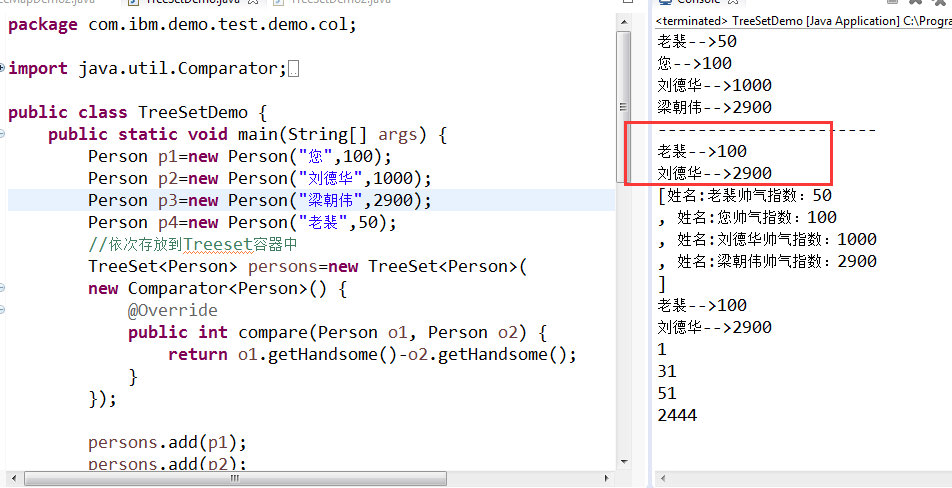 TreeSetDemo.java
package com.ibm.demo.test.demo.col;
import java.util.Comparator;
public class TreeSetDemo {
public static void main(String[] args) {
Person p1=new Person("您",100);
Person p2=new Person("刘德华",1000);
Person p3=new Person("梁朝伟",2900);
Person p4=new Person("老裴",50);
//依次存放到Treeset容器中
TreeSet<Person> persons=new TreeSet<Person>(
new Comparator<Person>() {
@Override
public int compare(Person o1, Person o2) {
return o1.getHandsome()-o2.getHandsome();
}
});
persons.add(p1);
persons.add(p2);
Console
<terminated> TreeSetDemo [Java Application] C:\Progra
老裴-->50
您-->100
刘德华-->1000
梁朝伟-->2900
----------------------
老裴-->100
刘德华-->2900
[姓名:老裴帅气指数：50
, 姓名:您帅气指数：100
, 姓名:刘德华帅气指数：1000
, 姓名:梁朝伟帅气指数：2900
]
老裴-->100
刘德华-->2900
1
31
51
2444